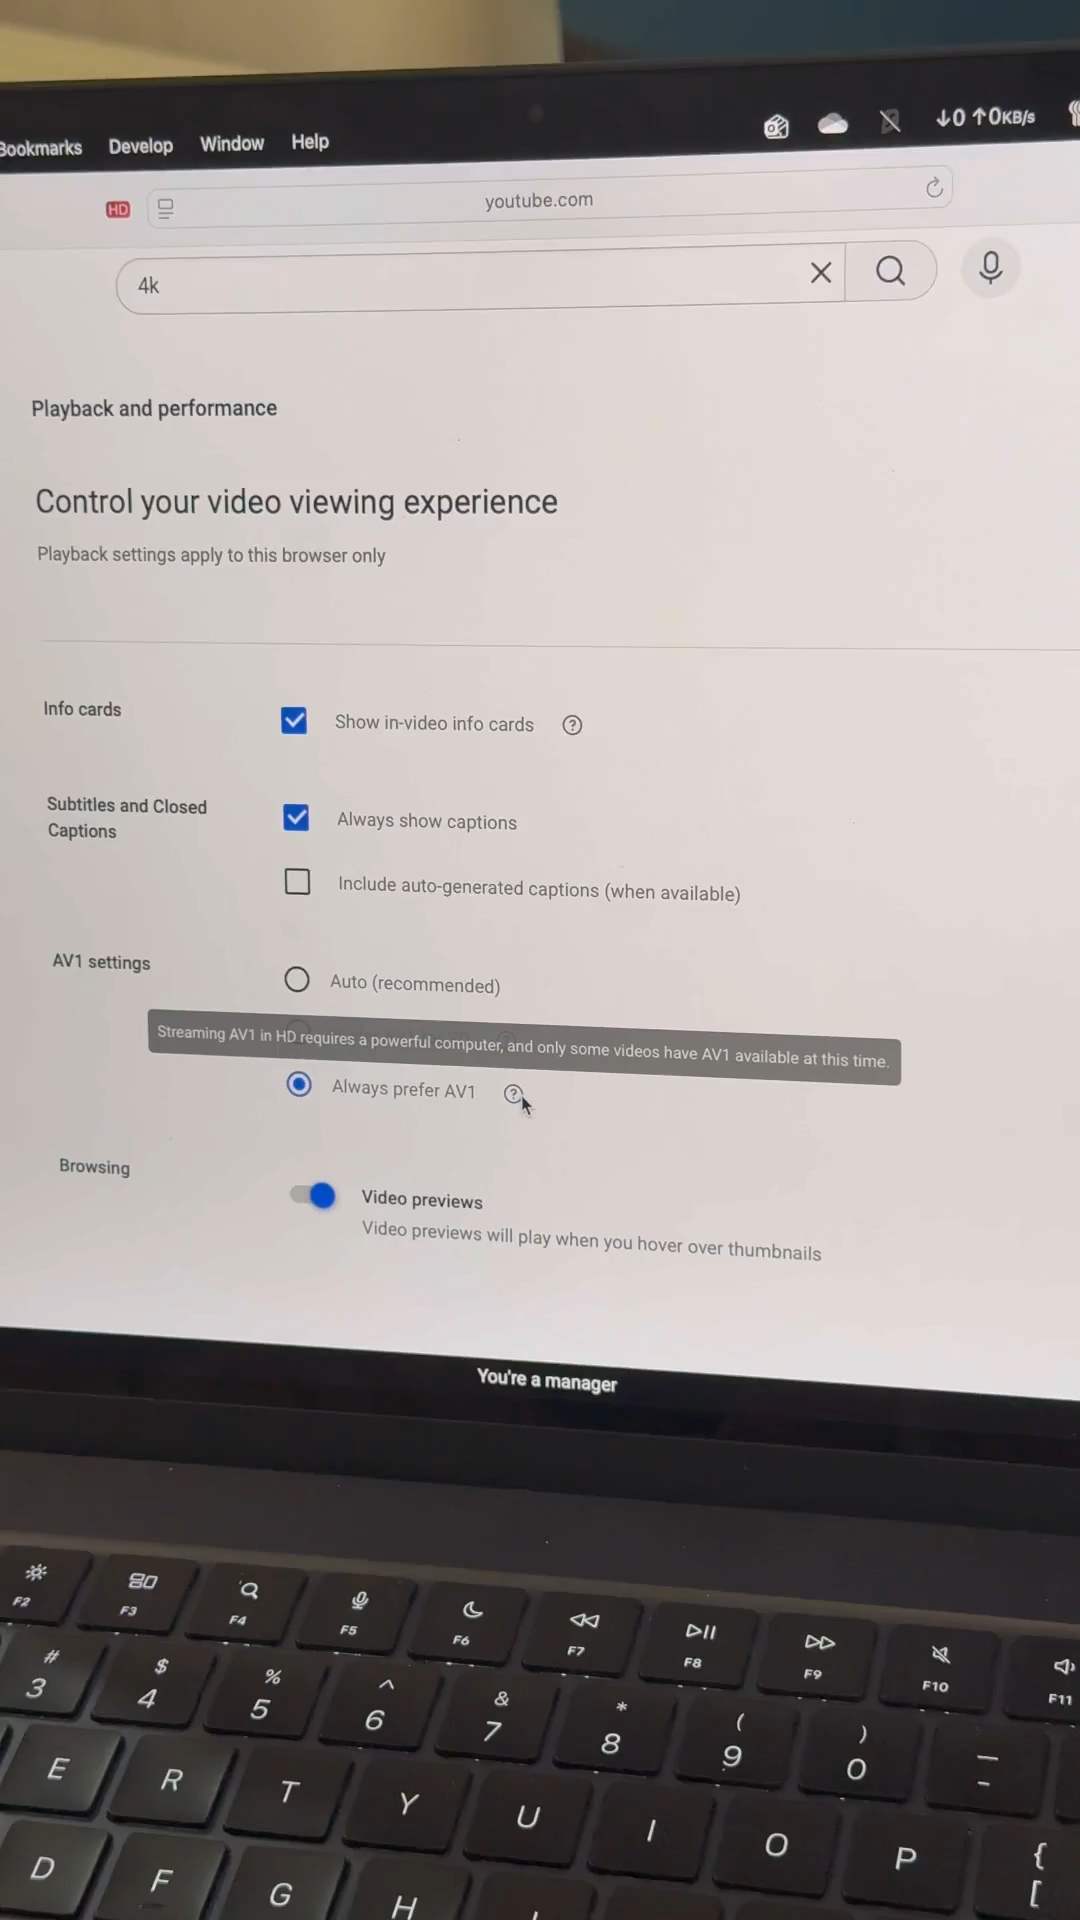 Bookmarks Develop Window Help ↓0 ↑0KB/s
HD youtube.com
4k
Playback and performance
Control your video viewing experience
Playback settings apply to this browser only
Info cards
Show in-video info cards ?
Subtitles and Closed
Captions
Always show captions
Include auto-generated captions (when available)
AV1 settings
Auto (recommended)
Streaming AV1 in HD requires a powerful computer, and only some videos have AV1 available at this time.
Always prefer AV1 ?
Browsing
Video previews
Video previews will play when you hover over thumbnails
You're a manager
F2 F3 F4 F5 F6 F7 F8 F9 F10 F11
# $ % ^ & * ( ) —
3 4 5 6 7 8 9 0 -
E R T Y U I O P {
[
D F G H